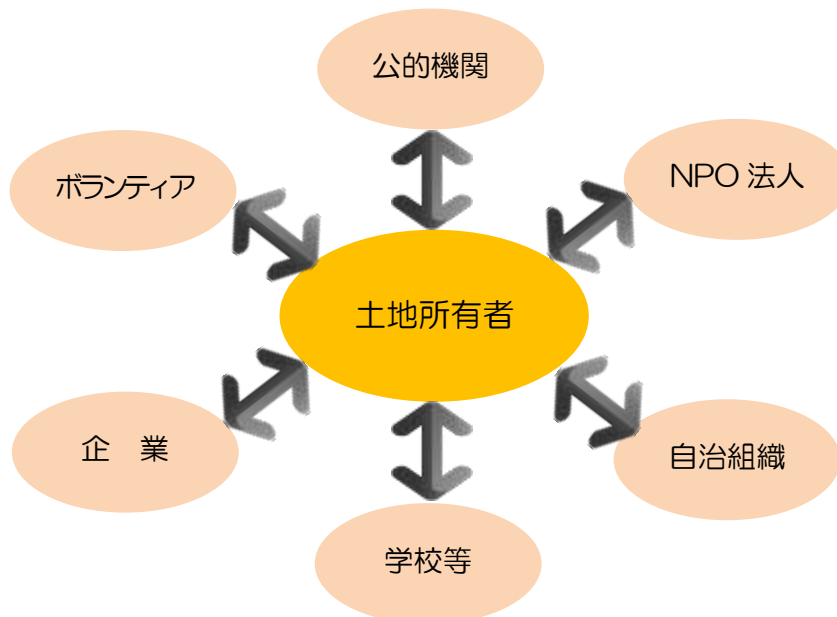 公的機関
ボランティア
NPO 法人
土地所有者
企　業
自治組織
学校等